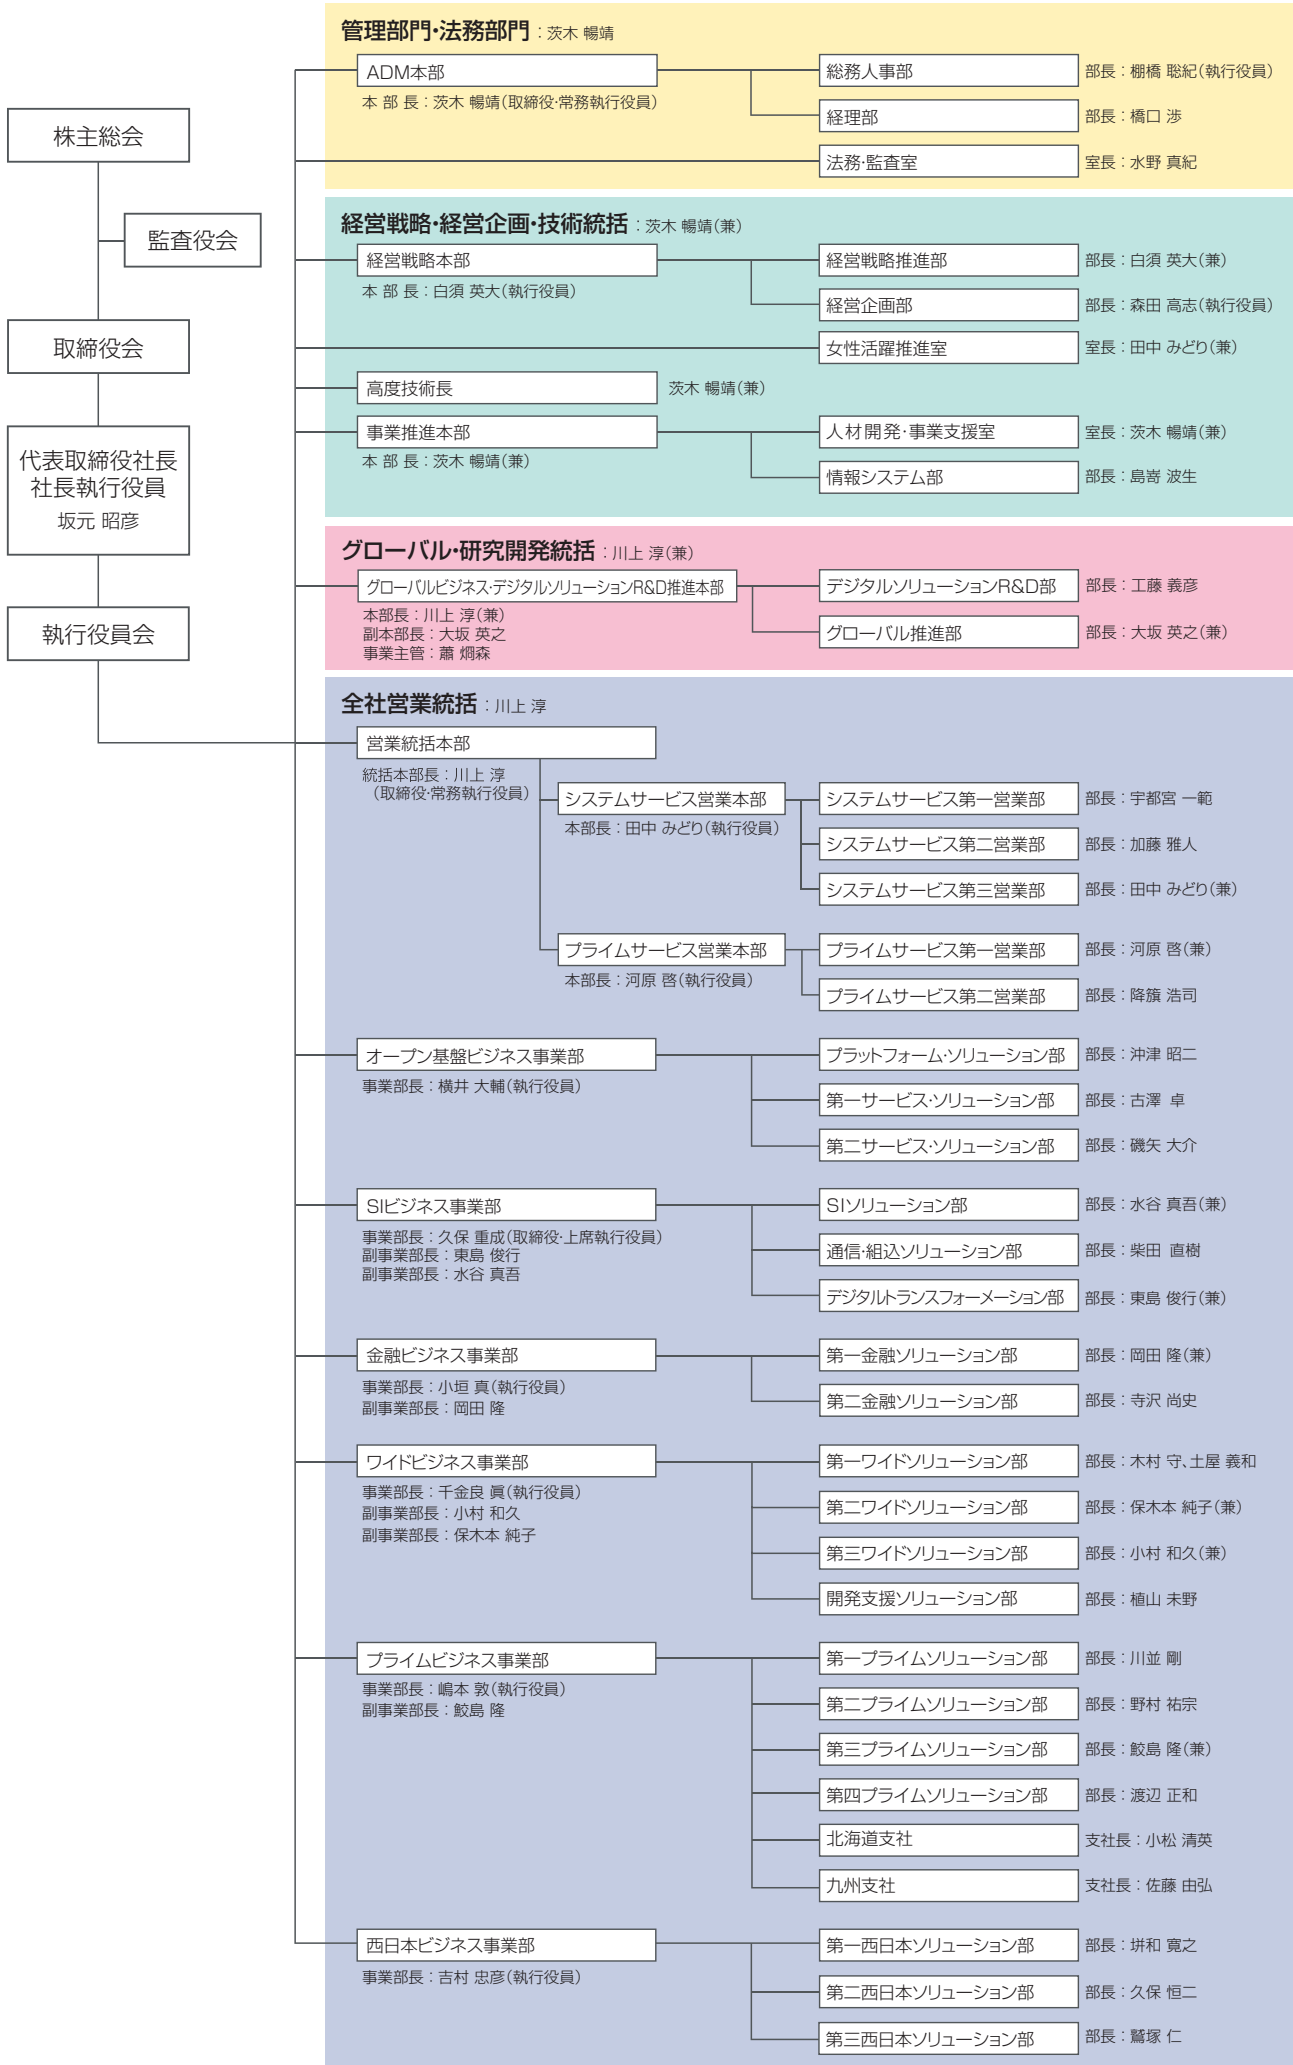 株主総会
監査役会
取締役会
代表取締役社長
社長執行役員
坂元 昭彦
執行役員会
管理部門・法務部門：茨木 暢靖
ADM本部
本 部 長：茨木 暢靖（取締役・常務執行役員）
総務人事部 部長：棚橋 聡紀（執行役員）
経理部 部長：橋口 渉
法務・監査室 室長：水野 真紀
経営戦略・経営企画・技術統括：茨木 暢靖（兼）
経営戦略本部
本 部 長：白須 英大（執行役員）
経営戦略推進部 部長：白須 英大（兼）
経営企画部 部長：森田 高志（執行役員）
女性活躍推進室 室長：田中 みどり（兼）
高度技術長 茨木 暢靖（兼）
事業推進本部
本 部 長：茨木 暢靖（兼）
人材開発・事業支援室 室長：茨木 暢靖（兼）
情報システム部 部長：島嵜 波生
グローバル・研究開発統括：川上 淳（兼）
グローバルビジネス・デジタルソリューションR&D推進本部
本部長：川上 淳（兼）
副本部長：大坂 英之
事業主管：蕭 烱森
デジタルソリューションR&D部 部長：工藤 義彦
グローバル推進部 部長：大坂 英之（兼）
全社営業統括：川上 淳
営業統括本部
統括本部長：川上 淳
（取締役・常務執行役員）
システムサービス営業本部
本部長：田中 みどり（執行役員）
システムサービス第一営業部 部長：宇都宮 一範
システムサービス第二営業部 部長：加藤 雅人
システムサービス第三営業部 部長：田中 みどり（兼）
プライムサービス営業本部
本部長：河原 啓（執行役員）
プライムサービス第一営業部 部長：河原 啓（兼）
プライムサービス第二営業部 部長：降籏 浩司
オープン基盤ビジネス事業部
事業部長：横井 大輔（執行役員）
プラットフォーム・ソリューション部 部長：沖津 昭二
第一サービス・ソリューション部 部長：古澤 卓
第二サービス・ソリューション部 部長：磯矢 大介
SIビジネス事業部
事業部長：久保 重成（取締役・上席執行役員）
副事業部長：東島 俊行
副事業部長：水谷 真吾
SIソリューション部 部長：水谷 真吾（兼）
通信・組込ソリューション部 部長：柴田 直樹
デジタルトランスフォーメーション部 部長：東島 俊行（兼）
金融ビジネス事業部
事業部長：小垣 真（執行役員）
副事業部長：岡田 隆
第一金融ソリューション部 部長：岡田 隆（兼）
第二金融ソリューション部 部長：寺沢 尚史
ワイドビジネス事業部
事業部長：千金良 眞（執行役員）
副事業部長：小村 和久
副事業部長：保木本 純子
第一ワイドソリューション部 部長：木村 守、土屋 義和
第二ワイドソリューション部 部長：保木本 純子（兼）
第三ワイドソリューション部 部長：小村 和久（兼）
開発支援ソリューション部 部長：植山 未野
プライムビジネス事業部
事業部長：嶋本 敦（執行役員）
副事業部長：鮫島 隆
第一プライムソリューション部 部長：川並 剛
第二プライムソリューション部 部長：野村 祐宗
第三プライムソリューション部 部長：鮫島 隆（兼）
第四プライムソリューション部 部長：渡辺 正和
北海道支社 支社長：小松 清英
九州支社 支社長：佐藤 由弘
西日本ビジネス事業部
事業部長：吉村 忠彦（執行役員）
第一西日本ソリューション部 部長：垪和 寛之
第二西日本ソリューション部 部長：久保 恒二
第三西日本ソリューション部 部長：鷲塚 仁